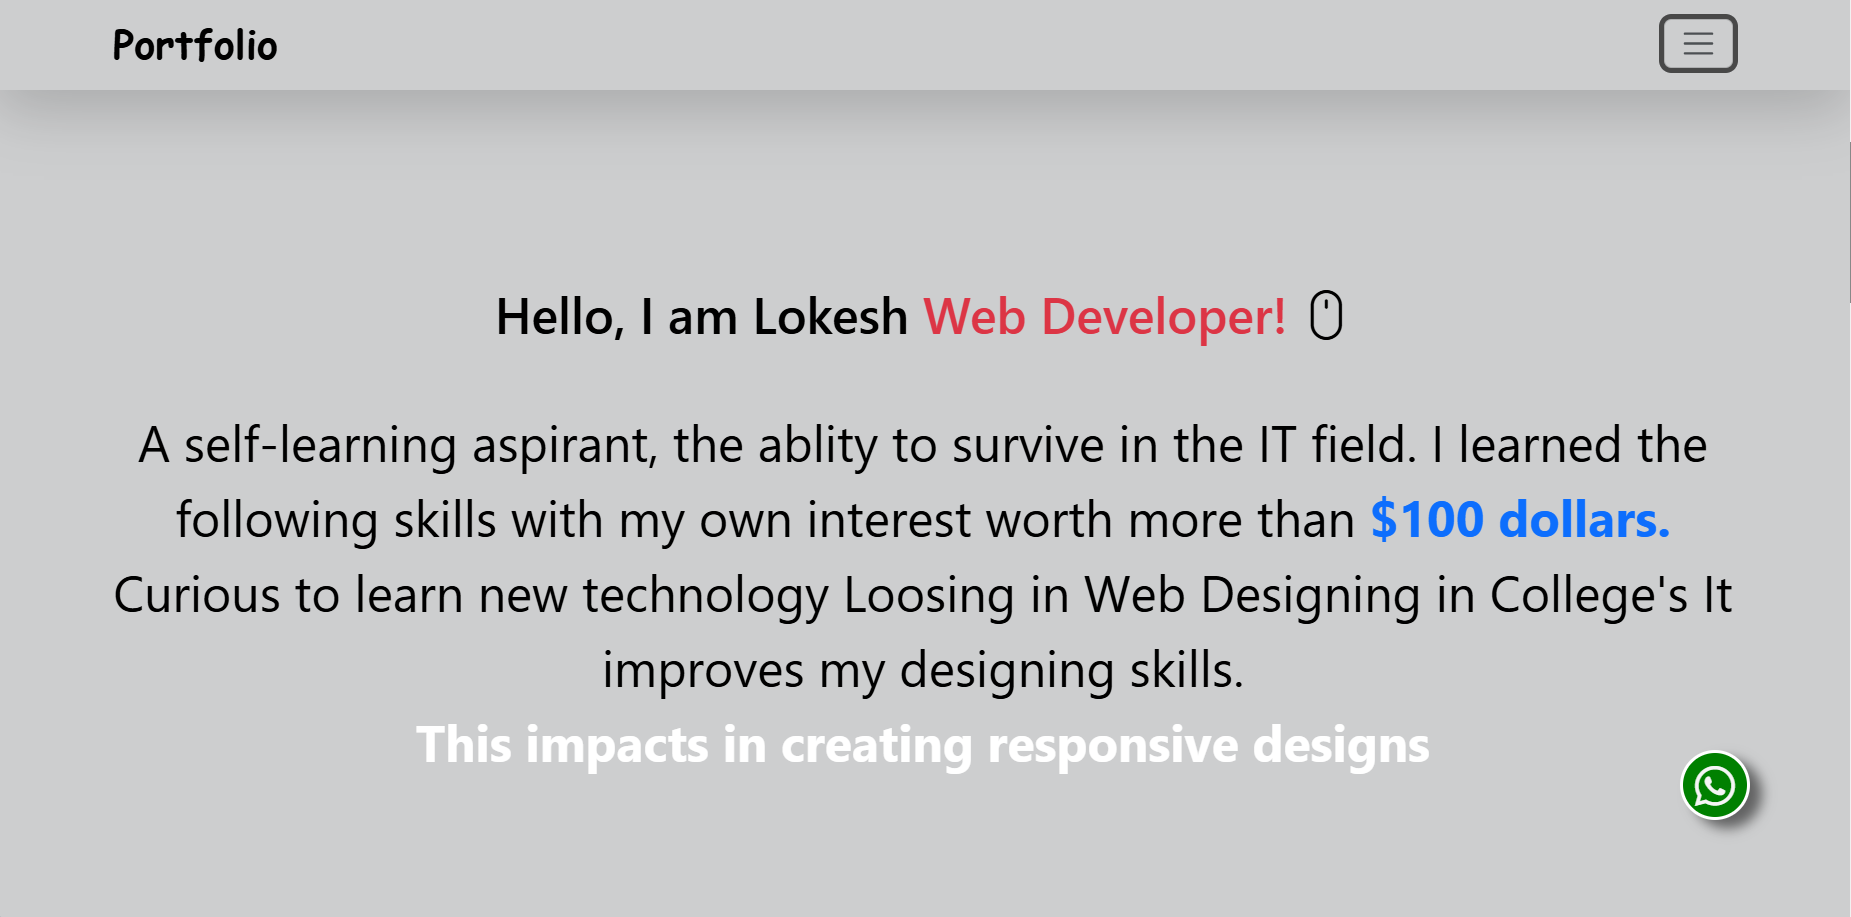 Portfolio
Hello, I am Lokesh Web Developer!
A self-learning aspirant, the ablity to survive in the IT field. I learned the
following skills with my own interest worth more than $100 dollars.
Curious to learn new technology Loosing in Web Designing in College's It
improves my designing skills.
This impacts in creating responsive designs